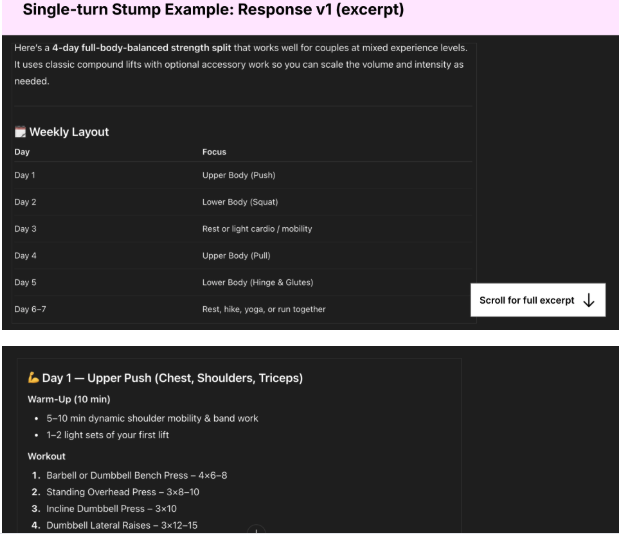 Single-turn Stump Example: Response v1 (excerpt)
Here's a 4-day full-body-balanced strength split that works well for couples at mixed experience levels.
It uses classic compound lifts with optional accessory work so you can scale the volume and intensity as
needed.
Weekly Layout
Day Focus
Day 1 Upper Body (Push)
Day 2 Lower Body (Squat)
Day 3 Rest or light cardio / mobility
Day 4 Upper Body (Pull)
Day 5 Lower Body (Hinge & Glutes)
Day 6–7 Rest, hike, yoga, or run together
Scroll for full excerpt
Day 1 — Upper Push (Chest, Shoulders, Triceps)
Warm-Up (10 min)
• 5–10 min dynamic shoulder mobility & band work
• 1–2 light sets of your first lift
Workout
1. Barbell or Dumbbell Bench Press – 4×6–8
2. Standing Overhead Press – 3×8–10
3. Incline Dumbbell Press – 3×10
4. Dumbbell Lateral Raises – 3×12–15